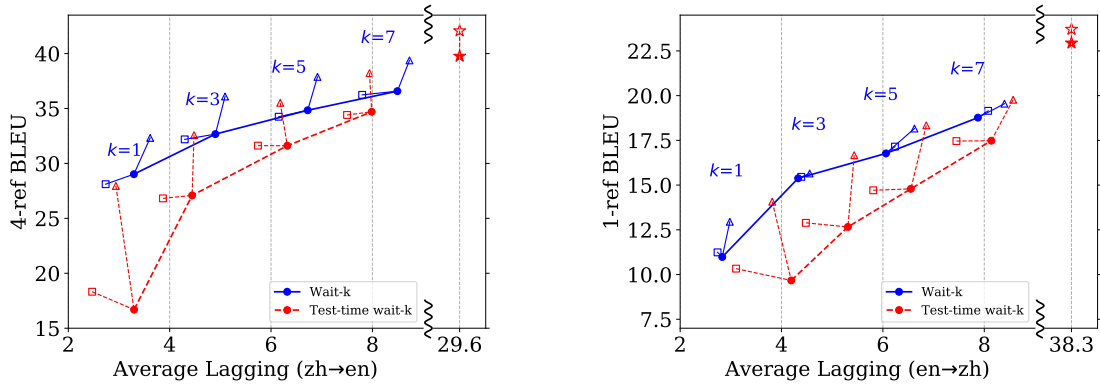 k=7
k=5
k=3
k=1
4-ref BLEU
40
35
30
25
20
15
Wait-k
Test-time wait-k
2
4
6
8
29.6
Average Lagging (zh→en)
k=7
k=5
k=3
k=1
1-ref BLEU
22.5
20.0
17.5
15.0
12.5
10.0
7.5
Wait-k
Test-time wait-k
2
4
6
8
38.3
Average Lagging (en→zh)